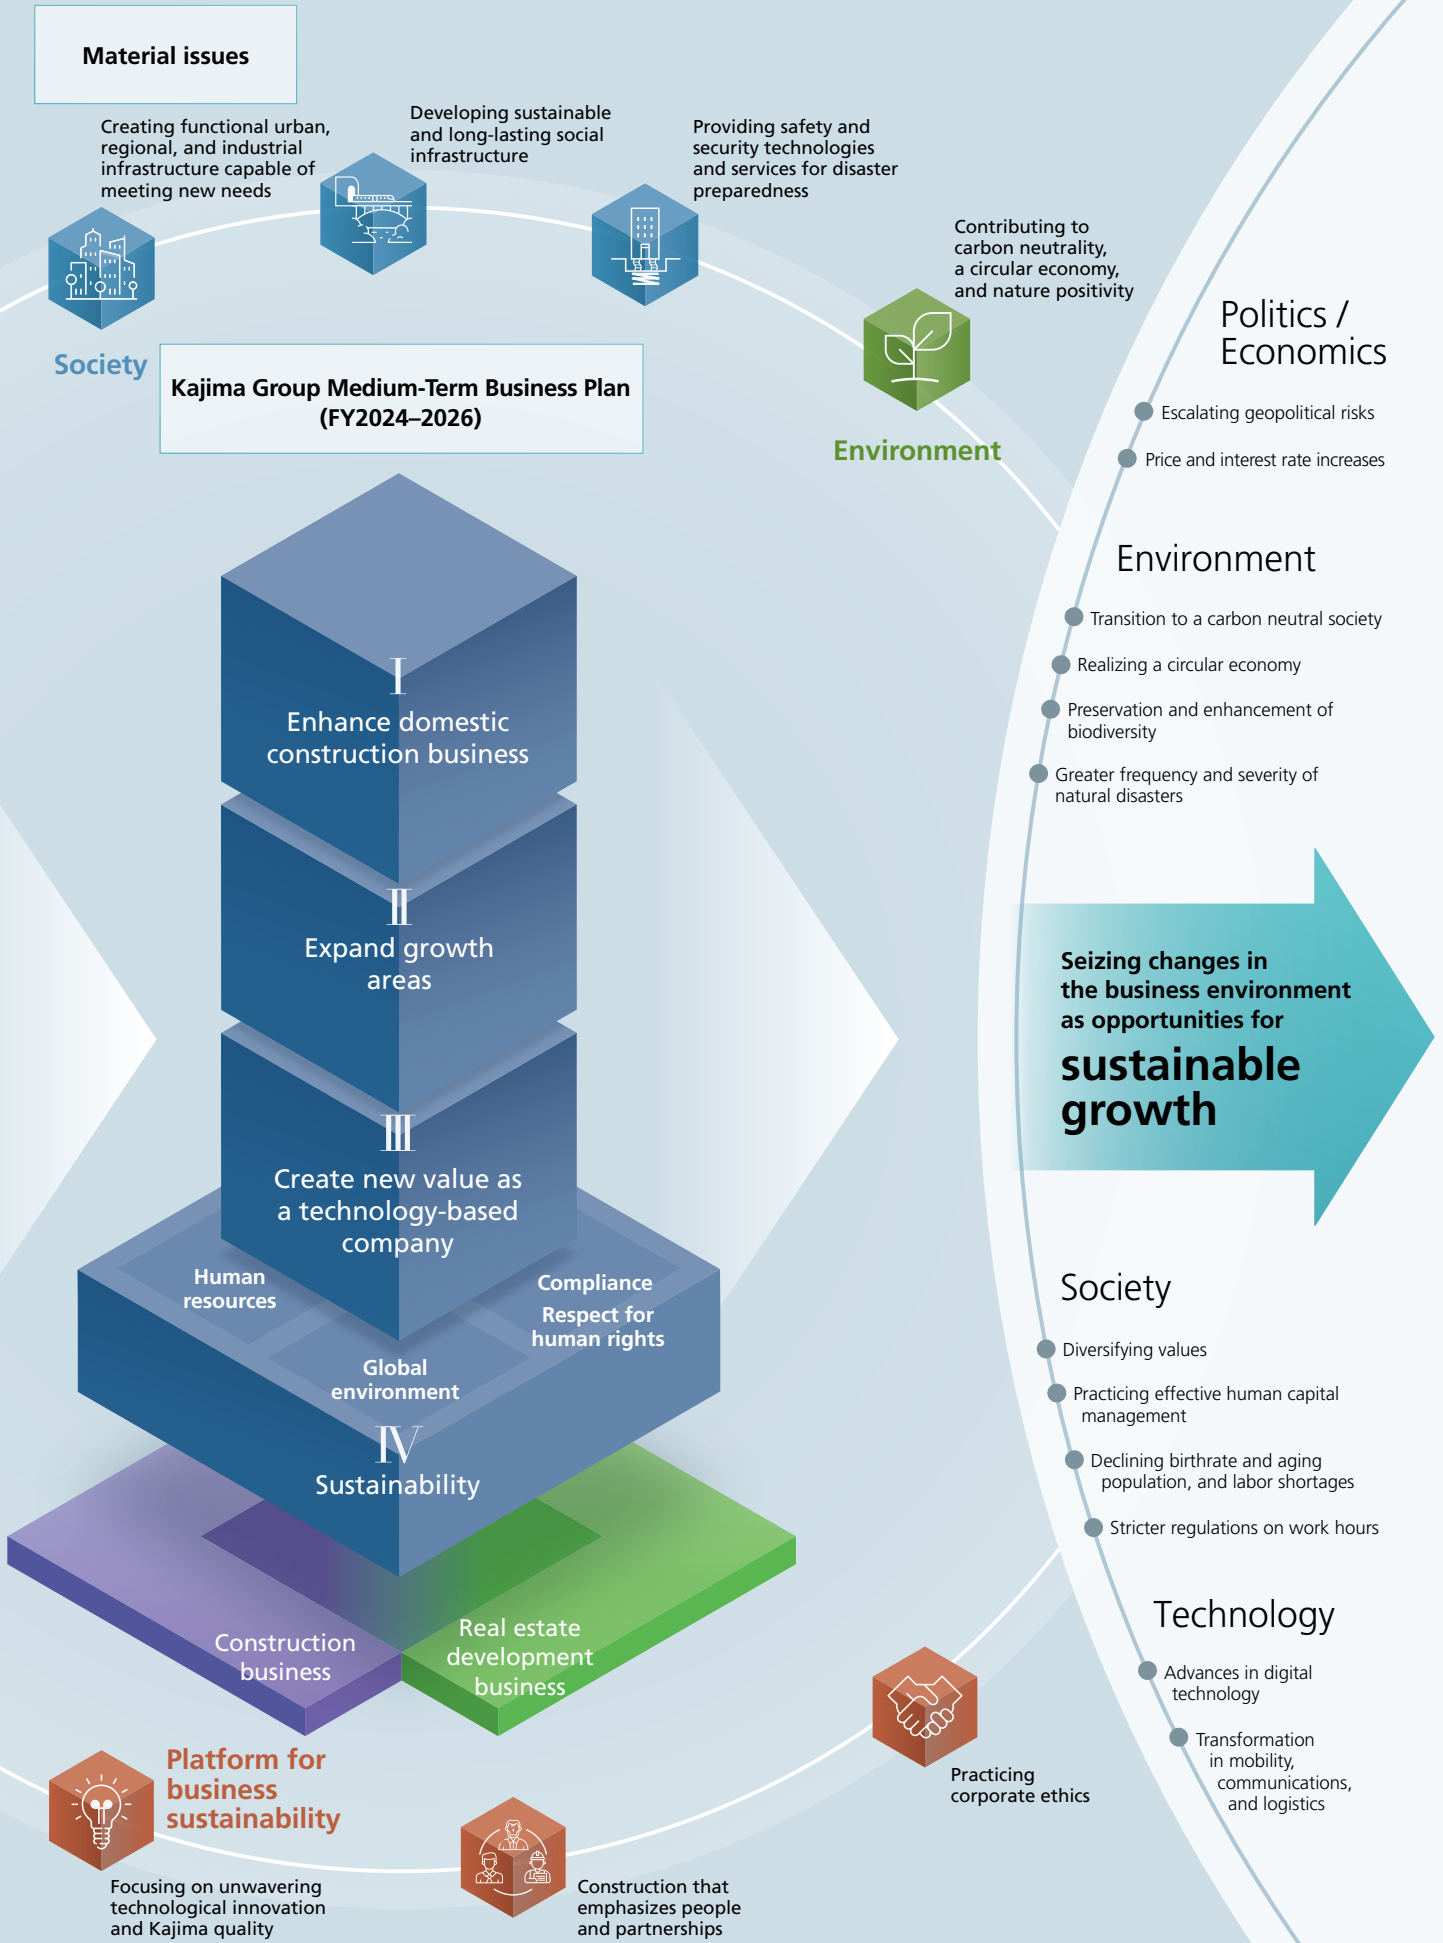 Material issues
Creating functional urban,
regional, and industrial
infrastructure capable of
meeting new needs
Developing sustainable
and long-lasting social
infrastructure
Providing safety and
security technologies
and services for disaster
preparedness
Contributing to
carbon neutrality,
a circular economy,
and nature positivity
Society
Environment
Kajima Group Medium-Term Business Plan
(FY2024–2026)
I
Enhance domestic
construction business
II
Expand growth
areas
III
Create new value as
a technology-based
company
Human
resources
Compliance
Respect for
human rights
Global
environment
IV
Sustainability
Construction
business
Real estate
development
business
Platform for
business
sustainability
Focusing on unwavering
technological innovation
and Kajima quality
Construction that
emphasizes people
and partnerships
Practicing
corporate ethics
Politics /
Economics
Escalating geopolitical risks
Price and interest rate increases
Environment
Transition to a carbon neutral society
Realizing a circular economy
Preservation and enhancement of
biodiversity
Greater frequency and severity of
natural disasters
Seizing changes in
the business environment
as opportunities for
sustainable
growth
Society
Diversifying values
Practicing effective human capital
management
Declining birthrate and aging
population, and labor shortages
Stricter regulations on work hours
Technology
Advances in digital
technology
Transformation
in mobility,
communications,
and logistics